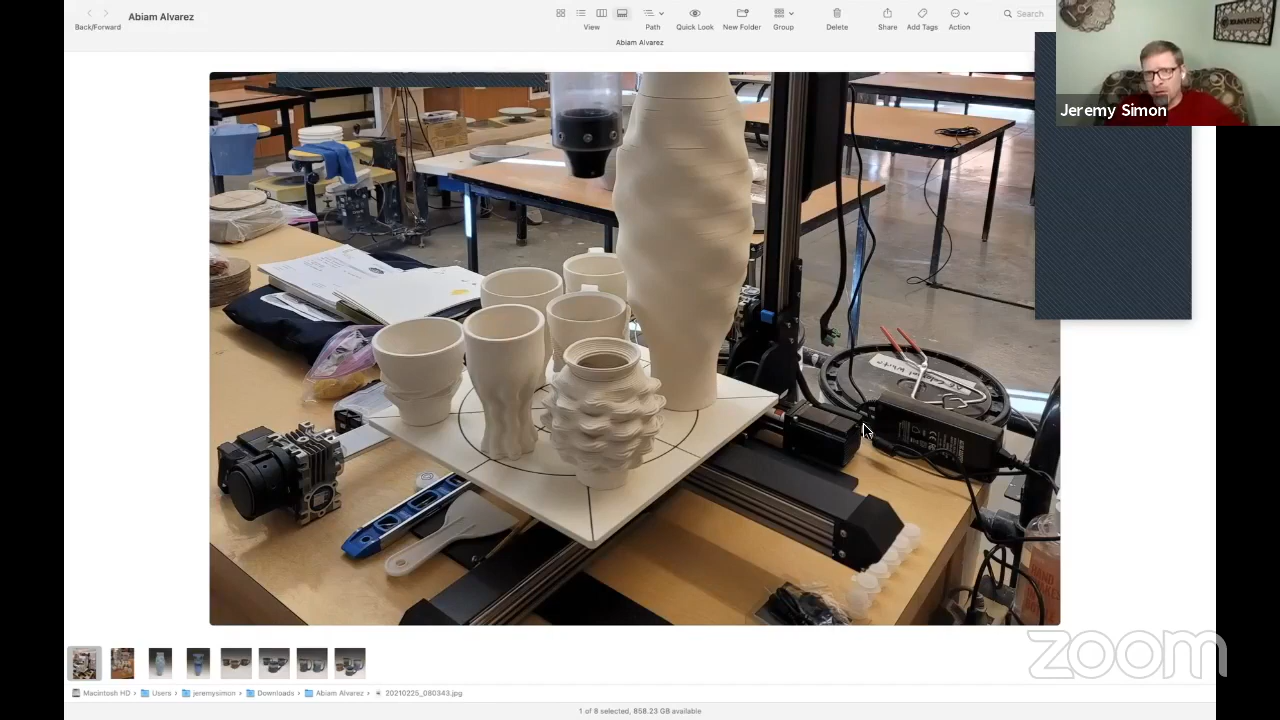 Abiam Alvarez
Back/Forward
View
Path
Quick Look
New Folder
Group
Delete
Share
Add Tags
Action
Search
Abiam Alvarez
Jeremy Simon
zoom
Macintosh HD
Users
jeremysimon
Downloads
Abiam Alvarez
20210225_080343.jpg
1 of 8 selected, 858.23 GB available